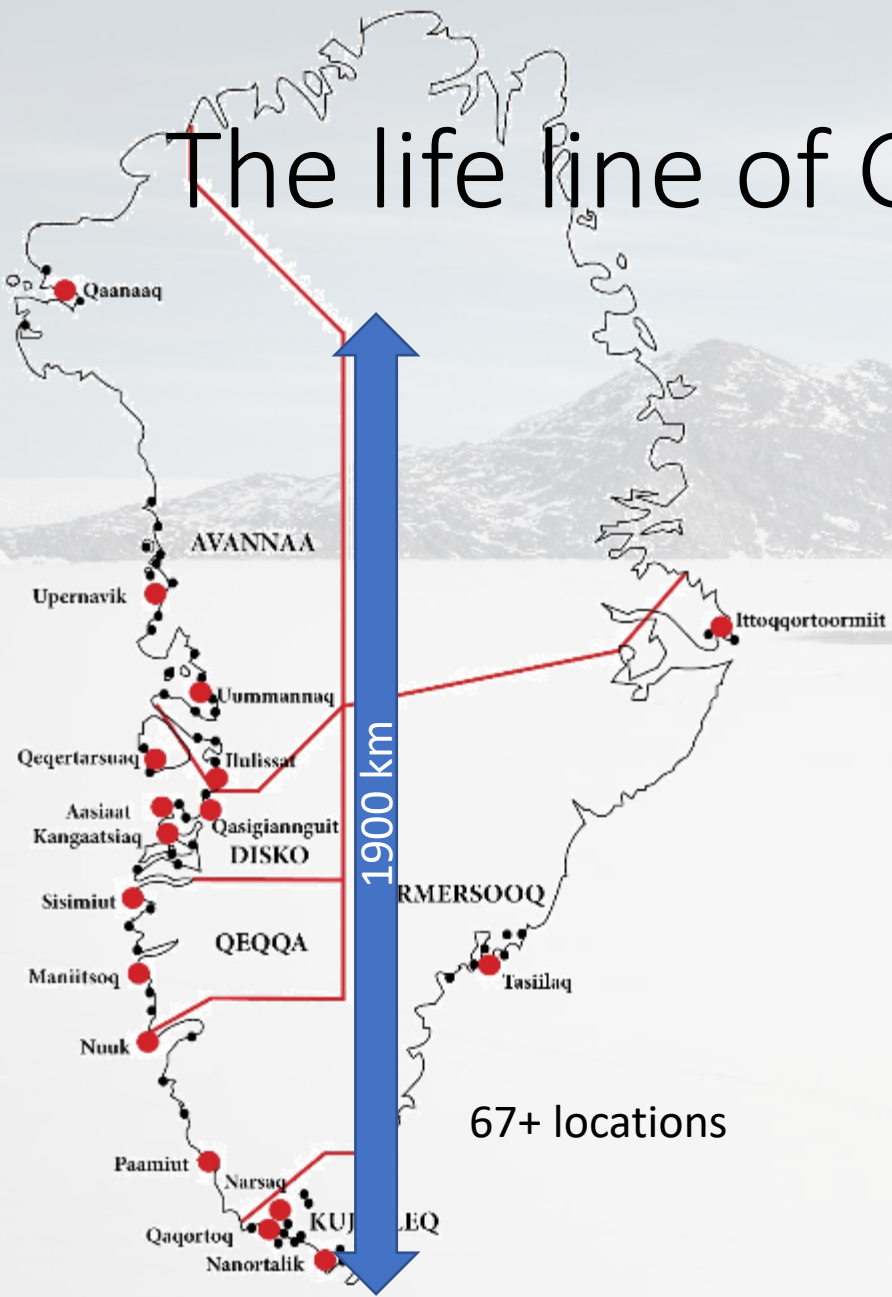 The life line of G
Qaanaaq
AVANNAA
Upernavik
Ittoqqortoormiit
Uummannaq
Qeqertarsuaq
Ilulissat
Aasiaat
Kangaatsiaq
Qasigiannguit
DISKO
1900 km
RMERSOOQ
Sisimiut
QEQQA
Maniitsoq
Tasiilaq
Nuuk
67+ locations
Paamiut
Narsaq
KUJ LEQ
Qaqortoq
Nanortalik